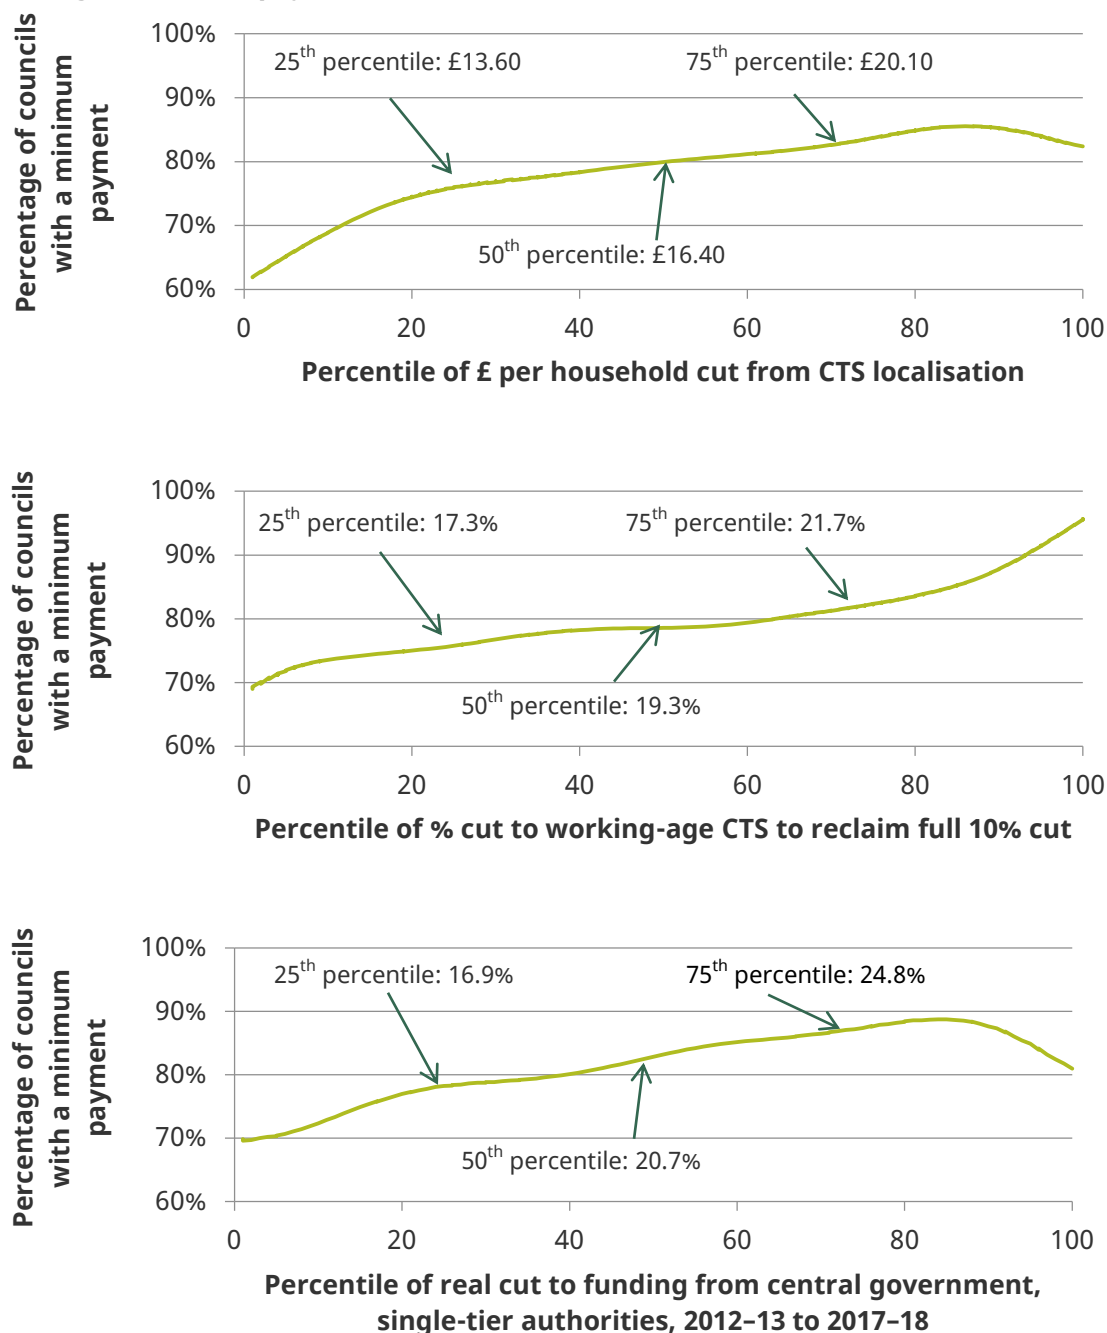 Percentage of councils
with a minimum
payment
100%
90%
80%
70%
60%
25th percentile: £13.60
75th percentile: £20.10
50th percentile: £16.40
0 20 40 60 80 100
Percentile of £ per household cut from CTS localisation
Percentage of councils
with a minimum
payment
100%
90%
80%
70%
60%
25th percentile: 17.3%
75th percentile: 21.7%
50th percentile: 19.3%
0 20 40 60 80 100
Percentile of % cut to working-age CTS to reclaim full 10% cut
Percentage of councils
with a minimum
payment
100%
90%
80%
70%
60%
25th percentile: 16.9%
75th percentile: 24.8%
50th percentile: 20.7%
0 20 40 60 80 100
Percentile of real cut to funding from central government,
single-tier authorities, 2012–13 to 2017–18